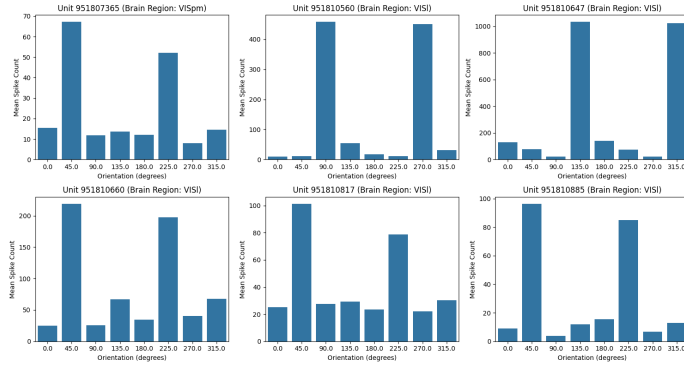 Unit 951807365 (Brain Region: VISpm)
70
60
50
40
30
20
10
0
Mean Spike Count
0.0 45.0 90.0 135.0 180.0 225.0 270.0 315.0
Orientation (degrees)
Unit 951810560 (Brain Region: VISl)
400
300
200
100
0
Mean Spike Count
0.0 45.0 90.0 135.0 180.0 225.0 270.0 315.0
Orientation (degrees)
Unit 951810647 (Brain Region: VISl)
1000
800
600
400
200
0
Mean Spike Count
0.0 45.0 90.0 135.0 180.0 225.0 270.0 315.0
Orientation (degrees)
Unit 951810660 (Brain Region: VISl)
200
150
100
50
0
Mean Spike Count
0.0 45.0 90.0 135.0 180.0 225.0 270.0 315.0
Orientation (degrees)
Unit 951810817 (Brain Region: VISl)
100
80
60
40
20
0
Mean Spike Count
0.0 45.0 90.0 135.0 180.0 225.0 270.0 315.0
Orientation (degrees)
Unit 951810885 (Brain Region: VISl)
100
80
60
40
20
0
Mean Spike Count
0.0 45.0 90.0 135.0 180.0 225.0 270.0 315.0
Orientation (degrees)